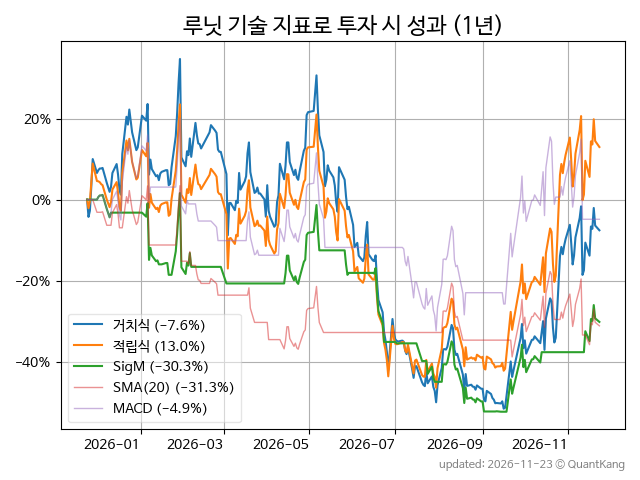 루닛 기술 지표로 투자 시 성과 (1년)
20%
0%
−20%
−40%
거치식 (−7.6%)
적립식 (13.0%)
SigM (−30.3%)
SMA(20) (−31.3%)
MACD (−4.9%)
2026-01
2026-03
2026-05
2026-07
2026-09
2026-11
updated: 2026-11-23 © QuantKang